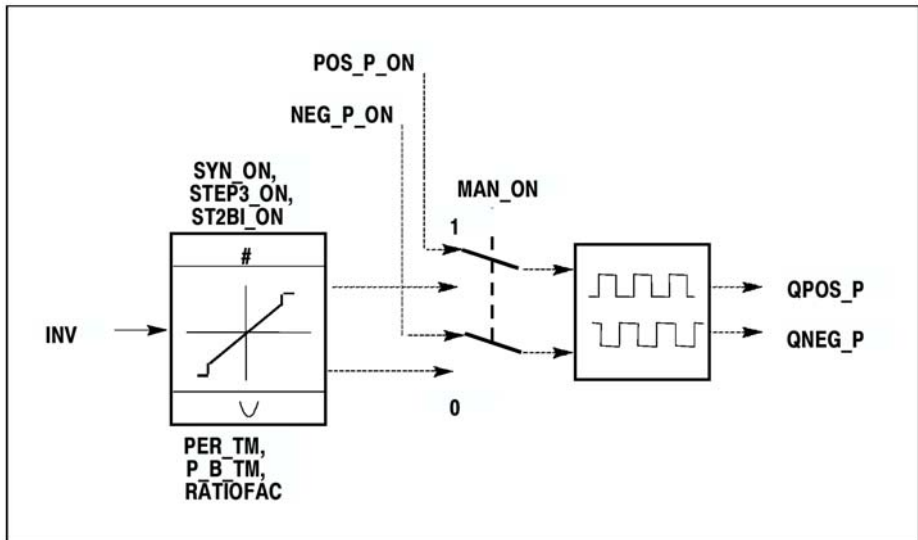 POS_P_ON
NEG_P_ON
SYN_ON,
STEP3_ON,
ST2BI_ON
MAN_ON
1
#
QPOS_P
INV
QNEG_P
0
PER_TM,
P_B_TM,
RATIOFAC